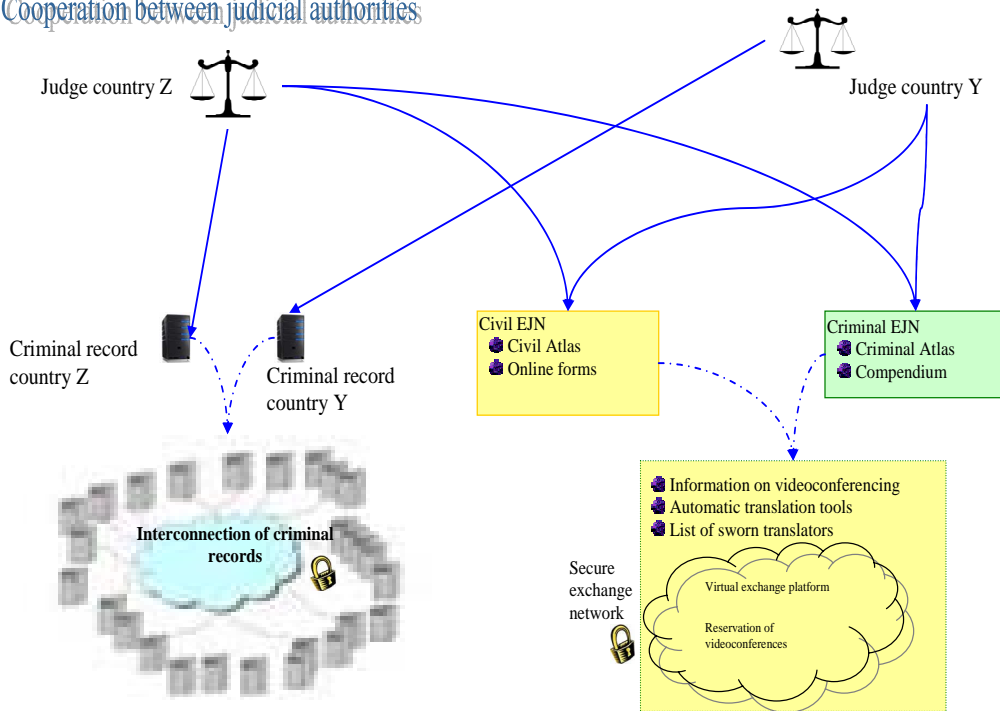 Cooperation between judicial authorities
Judge country Z
Judge country Y
Criminal record
country Z
Criminal record
country Y
Civil EJN
Civil Atlas
Online forms
Criminal EJN
Criminal Atlas
Compendium
Interconnection of criminal
records
Information on videoconferencing
Automatic translation tools
List of sworn translators
Secure
exchange
network
Virtual exchange platform
Reservation of
videoconferences